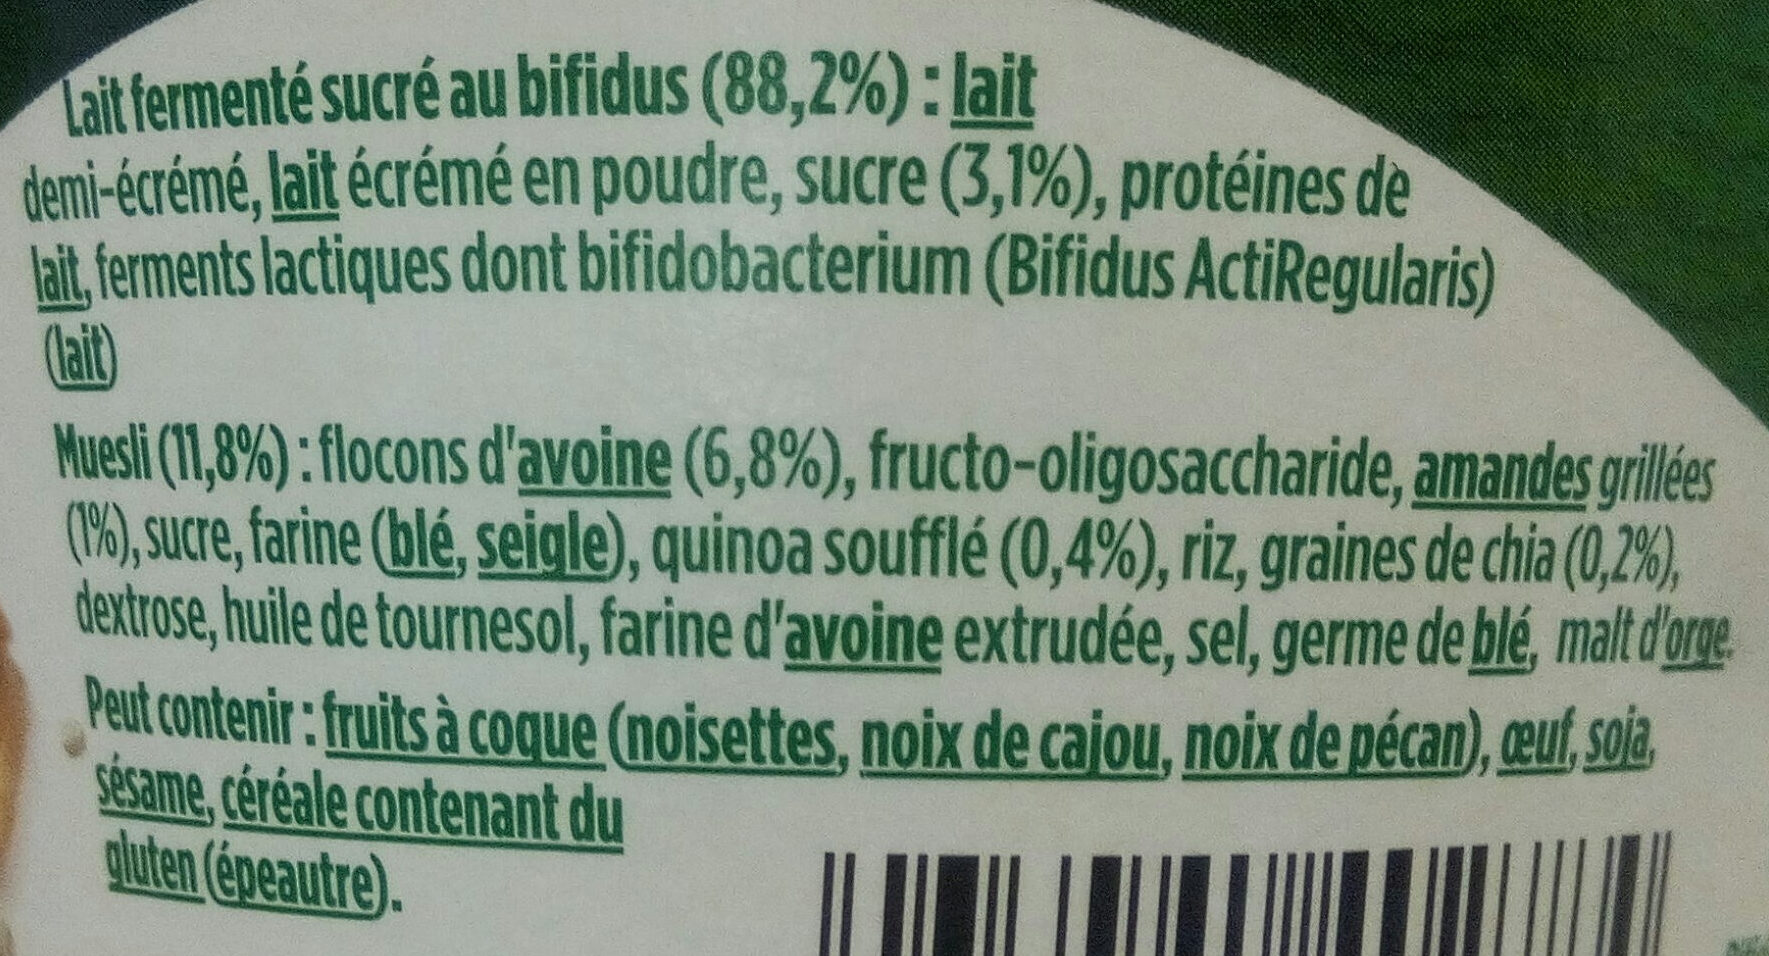 Lait fermenté sucré au bifidus (88,2%) : lait
demi-écrémé, lait écrémé en poudre, sucre (3,1%), protéines de
lait, ferments lactiques dont bifidobacterium (Bifidus ActiRegularis)
(lait)
Muesli (11,8%) : flocons d'avoine (6,8%), fructo-oligosaccharide, amandes grillées
(1%), sucre, farine (blé, seigle), quinoa soufflé (0,4%), riz, graines de chia (0,2%),
dextrose, huile de tournesol, farine d'avoine extrudée, sel, germe de blé, malt d'orge.
Peut contenir : fruits à coque (noisettes, noix de cajou, noix de pécan), œuf, soja,
sésame, céréale contenant du
gluten (épeautre).